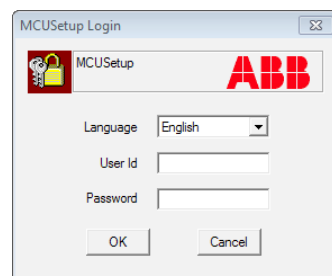 MCUSetup Login
MCUSetup
ABB
Language English
User Id
Password
OK Cancel